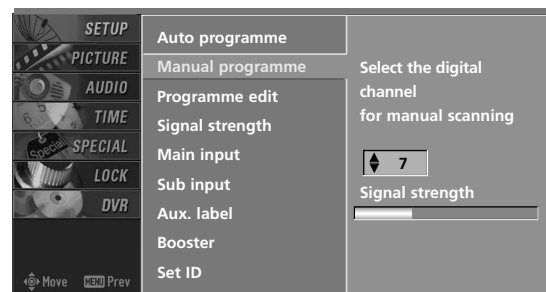 SETUP
PICTURE
AUDIO
TIME
SPECIAL
LOCK
DVR
Move MENU Prev
Auto programme
Manual programme
Programme edit
Signal strength
Main input
Sub input
Aux. label
Booster
Set ID
Select the digital
channel
for manual scanning
7
Signal strength